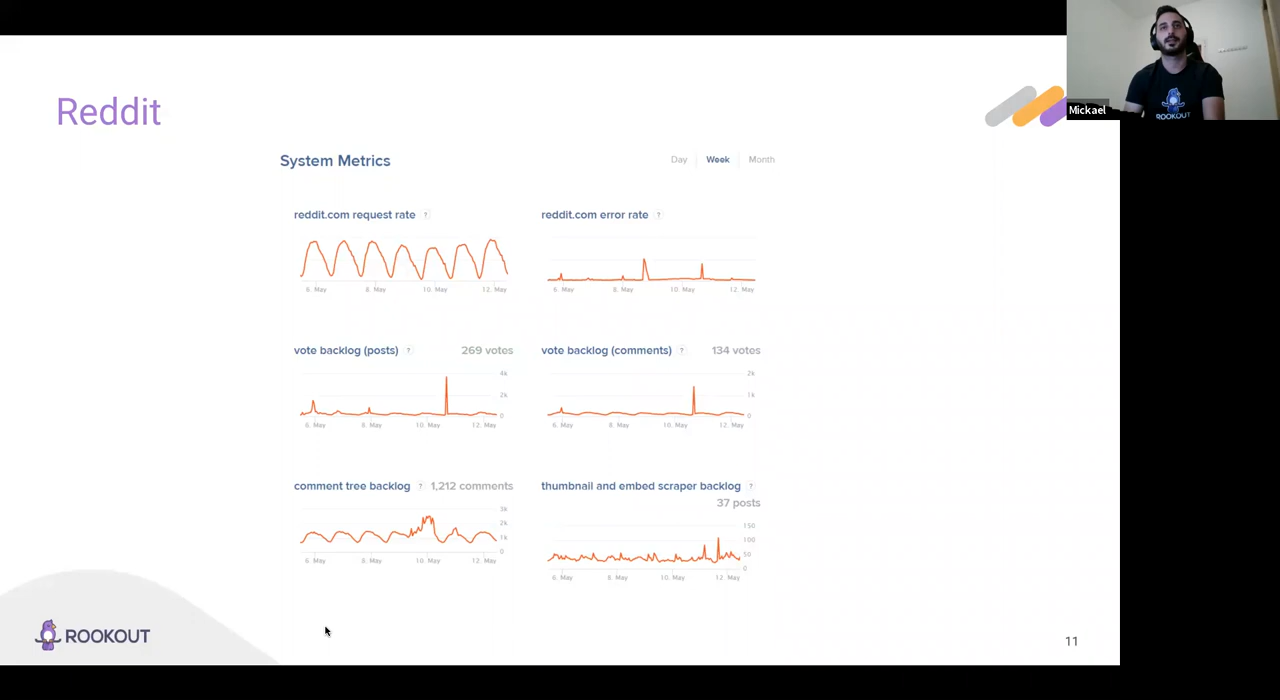 Reddit
Mickael
ROOKOUT
System Metrics
Day Week Month
reddit.com request rate ?
reddit.com error rate ?
6. May 8. May 10. May 12. May
6. May 8. May 10. May 12. May
vote backlog (posts) ? 269 votes
vote backlog (comments) ? 134 votes
4k
2k
0
6. May 8. May 10. May 12. May
2k
1k
0
6. May 8. May 10. May 12. May
comment tree backlog ? 1,212 comments
thumbnail and embed scraper backlog ?
37 posts
3k
2k
1k
0
6. May 8. May 10. May 12. May
150
100
50
0
6. May 8. May 10. May 12. May
ROOKOUT
11